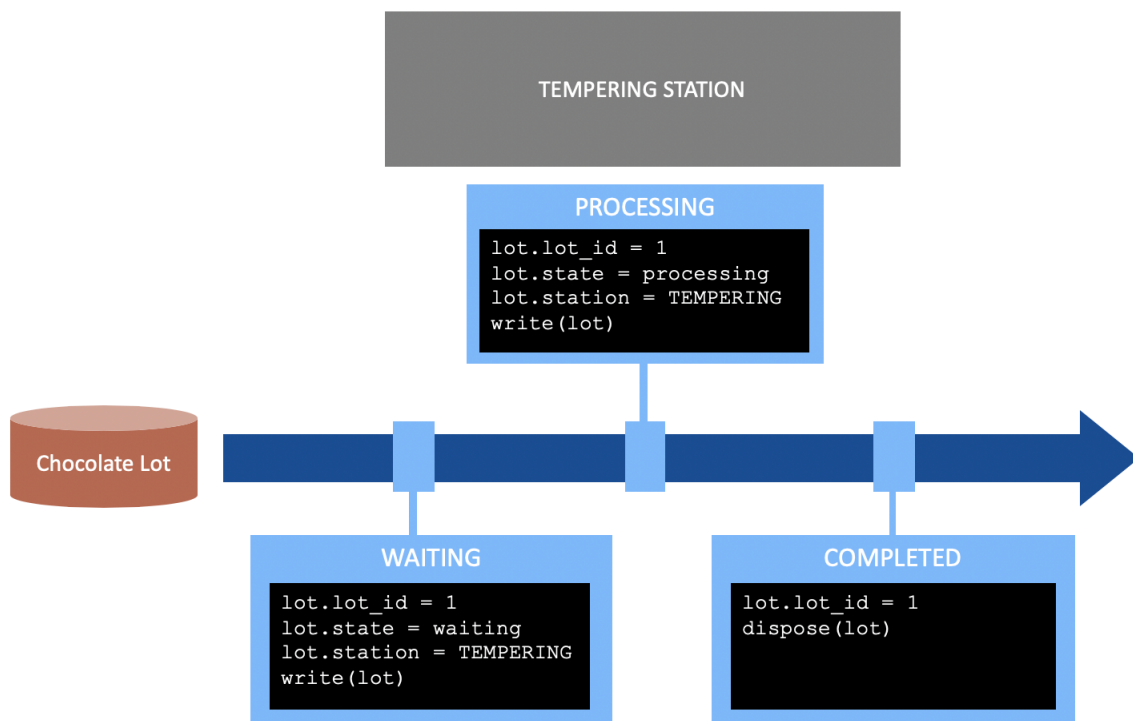 TEMPERING STATION
PROCESSING
lot.lot_id = 1
lot.state = processing
lot.station = TEMPERING
write(lot)
Chocolate Lot
WAITING
lot.lot_id = 1
lot.state = waiting
lot.station = TEMPERING
write(lot)
COMPLETED
lot.lot_id = 1
dispose(lot)